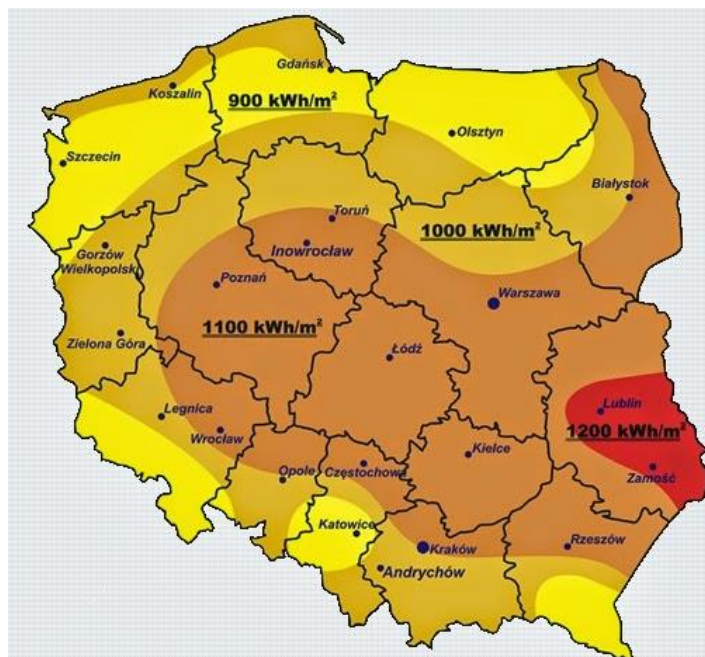 Gdańsk
Koszalin
900 kWh/m²
Olsztyn
Szczecin
Białystok
Toruń
1000 kWh/m²
Gorzów
Wielkopolski
Inowrocław
Poznań
Warszawa
1100 kWh/m²
Zielona Góra
Łódź
Legnica
Lublin
Wrocław
1200 kWh/m²
Kielce
Opole
Częstochowa
Zamość
Katowice
Kraków
Rzeszów
Andrychów